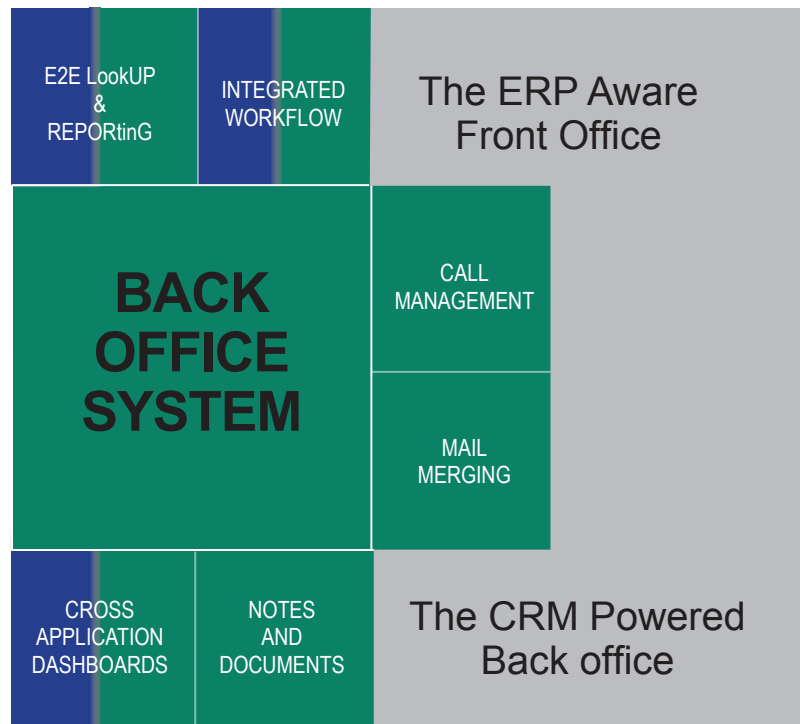 E2E LookUP
&
REPORtinG
INTEGRATED
WORKFLOW
The ERP Aware
Front Office
BACK
OFFICE
SYSTEM
CALL
MANAGEMENT
MAIL
MERGING
CROSS
APPLICATION
DASHBOARDS
NOTES
AND
DOCUMENTS
The CRM Powered
Back office